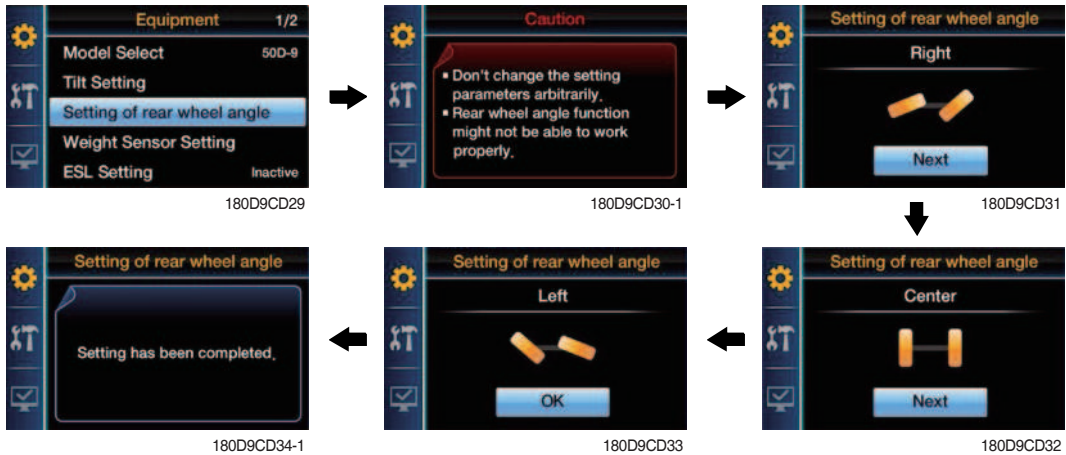 Equipment 1/2
Model Select 50D-9
Tilt Setting
Setting of rear wheel angle
Weight Sensor Setting
ESL Setting Inactive
180D9CD29
Caution
▪ Don't change the setting
parameters arbitrarily.
▪ Rear wheel angle function
might not be able to work
properly.
180D9CD30-1
Setting of rear wheel angle
Right
Next
180D9CD31
Setting of rear wheel angle
Center
Next
180D9CD32
Setting of rear wheel angle
Left
OK
180D9CD33
Setting of rear wheel angle
Setting has been completed.
180D9CD34-1